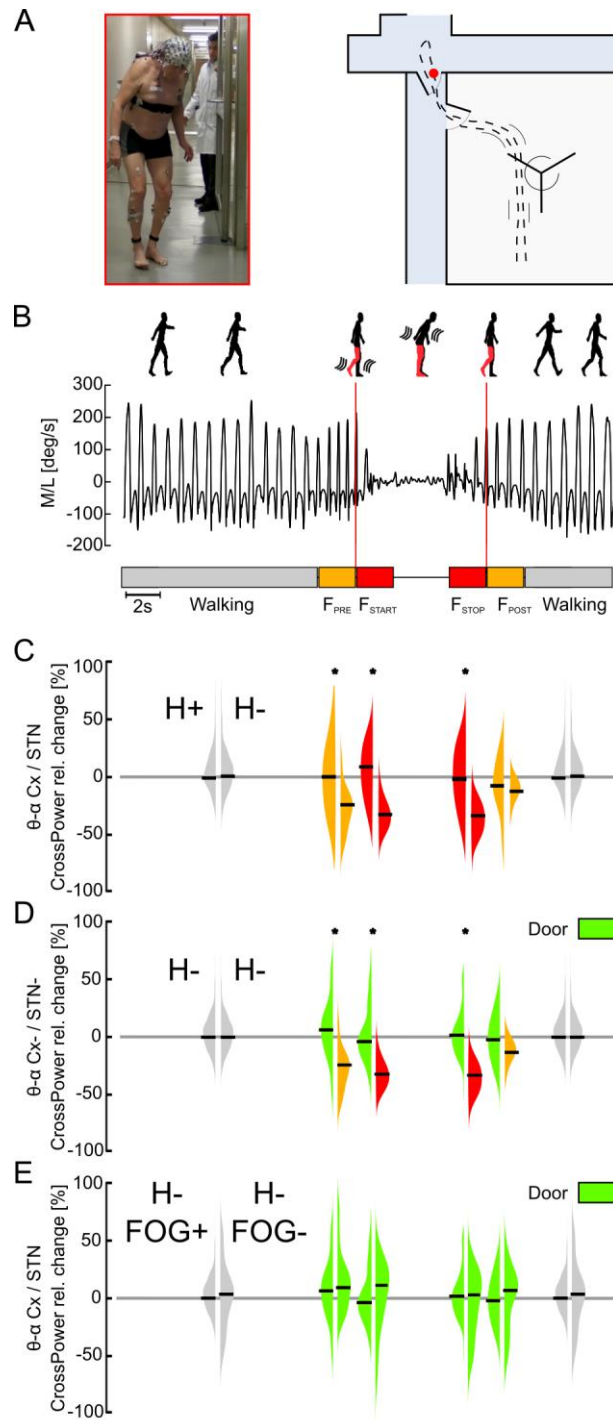 A
B
300
200
100
0
-100
-200
M/L [deg/s]
2s
Walking
FPRE
FSTART
FSTOP
FPOST
Walking
C
100
50
0
-50
-100
θ-α Cx / STN
CrossPower rel. change [%]
H+ H-
* * *
D
100
50
0
-50
-100
θ-α Cx- / STN-
CrossPower rel. change [%]
H- H-
* * *
Door
E
100
50
0
-50
-100
θ-α Cx / STN
CrossPower rel. change [%]
H- H-
FOG+ FOG-
Door